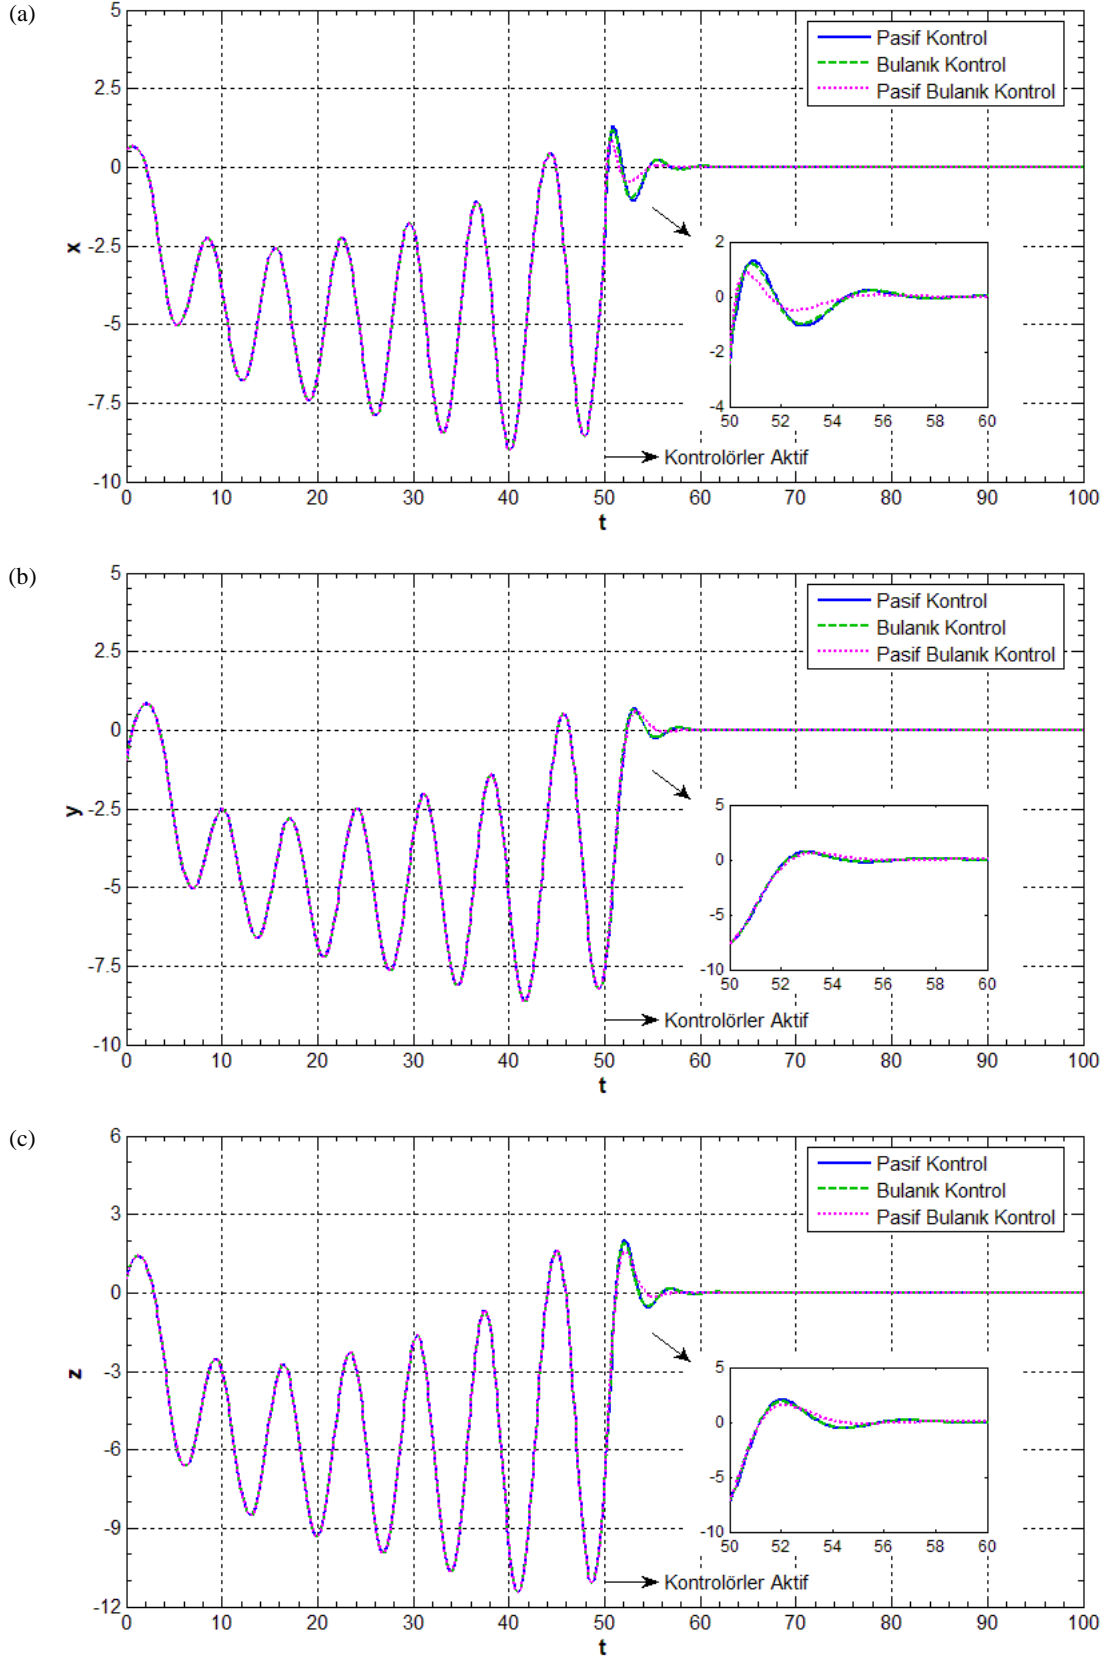 (a)
5
2.5
0
-2.5
-5
-7.5
-10
x
Pasif Kontrol
Bulanık Kontrol
Pasif Bulanık Kontrol
2
0
-2
-4
50 52 54 56 58 60
Kontrolörler Aktif
0 10 20 30 40 50 60 70 80 90 100
t
(b)
5
2.5
0
-2.5
-5
-7.5
-10
y
Pasif Kontrol
Bulanık Kontrol
Pasif Bulanık Kontrol
5
0
-5
-10
50 52 54 56 58 60
Kontrolörler Aktif
0 10 20 30 40 50 60 70 80 90 100
t
(c)
6
3
0
-3
-6
-9
-12
z
Pasif Kontrol
Bulanık Kontrol
Pasif Bulanık Kontrol
5
0
-5
-10
50 52 54 56 58 60
Kontrolörler Aktif
0 10 20 30 40 50 60 70 80 90 100
t